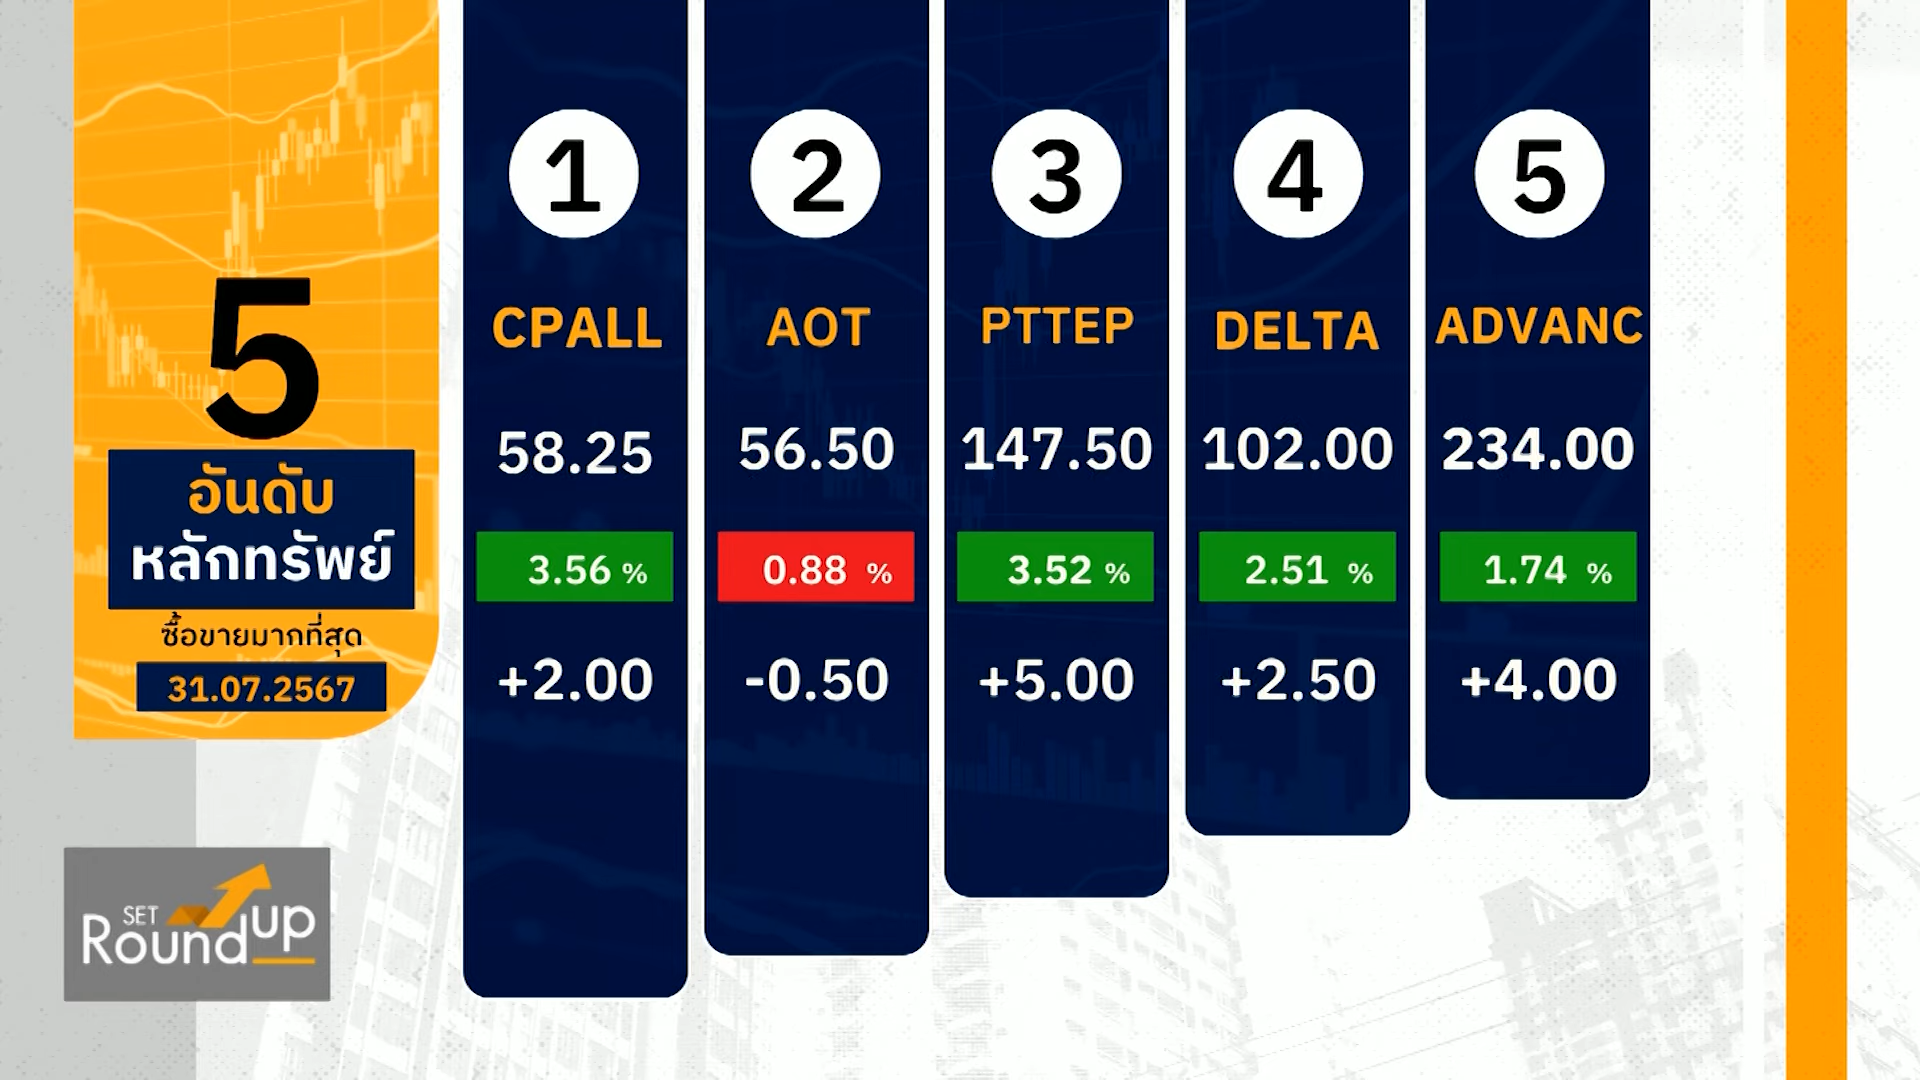 5
อันดับ
หลักทรัพย์
ซื้อขายมากที่สุด
31.07.2567
1
CPALL
58.25
3.56 %
+2.00
2
AOT
56.50
0.88 %
-0.50
3
PTTEP
147.50
3.52 %
+5.00
4
DELTA
102.00
2.51 %
+2.50
5
ADVANC
234.00
1.74 %
+4.00
SET
Roundup